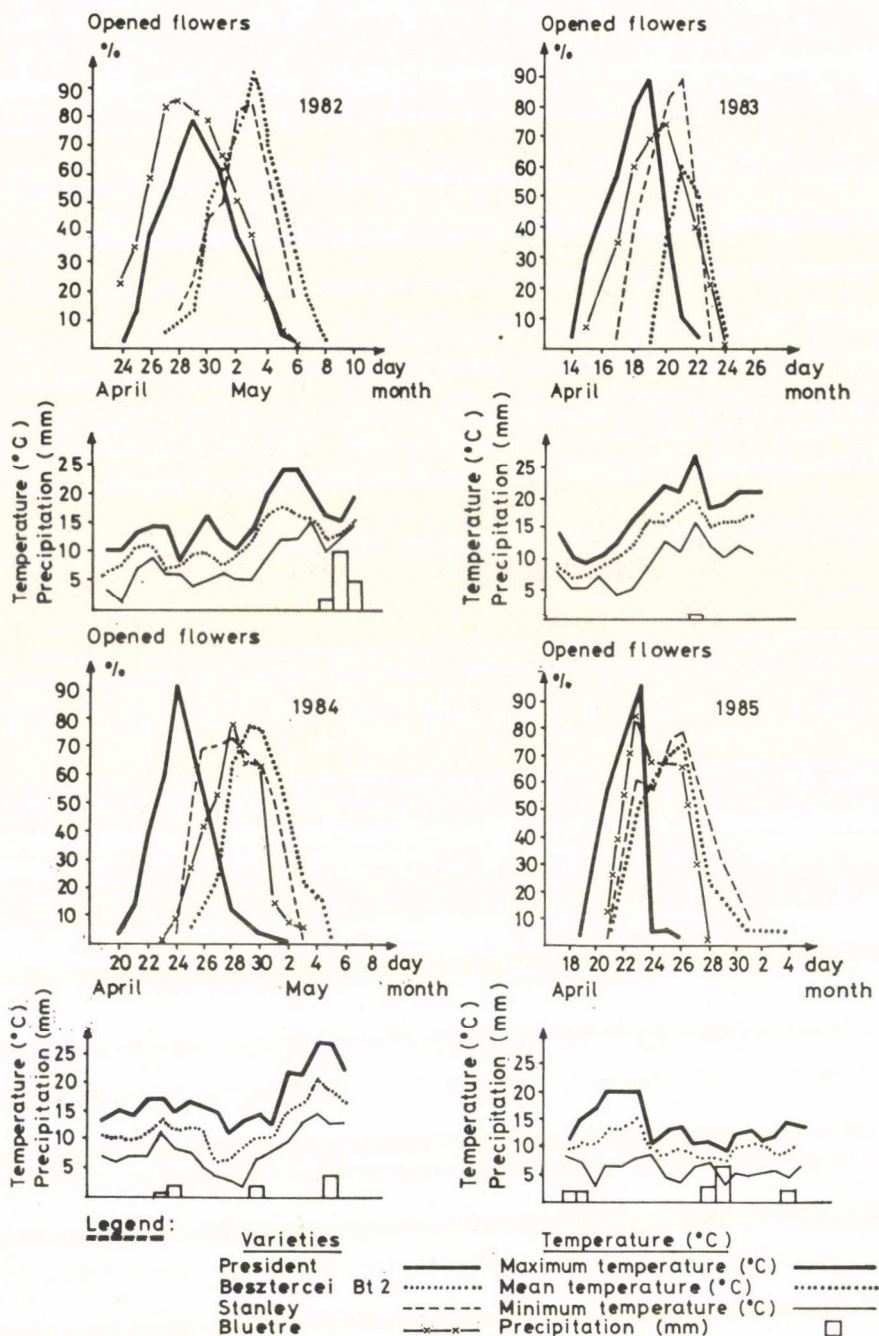 Opened flowers
%
1982
90
80
70
60
50
40
30
20
10
24 26 28 30 2 4 6 8 10 day
April May month
Opened flowers
%
1983
90
80
70
60
50
40
30
20
10
14 16 18 20 22 24 26 day
April month
Temperature (°C)
Precipitation (mm)
25
20
15
10
5
Temperature (°C)
Precipitation (mm)
25
20
15
10
5
Opened flowers
%
1984
90
80
70
60
50
40
30
20
10
20 22 24 26 28 30 2 4 6 8 day
April May month
Opened flowers
%
1985
90
80
70
60
50
40
30
20
10
18 20 22 24 26 28 30 2 4 day
April month
Temperature (°C)
Precipitation (mm)
25
20
15
10
5
Temperature (°C)
Precipitation (mm)
25
20
15
10
5
Legend:
Varieties Temperature (°C)
President Maximum temperature (°C)
Besztercei Bt 2 Mean temperature (°C)
Stanley Minimum temperature (°C)
Bluetre Precipitation (mm)